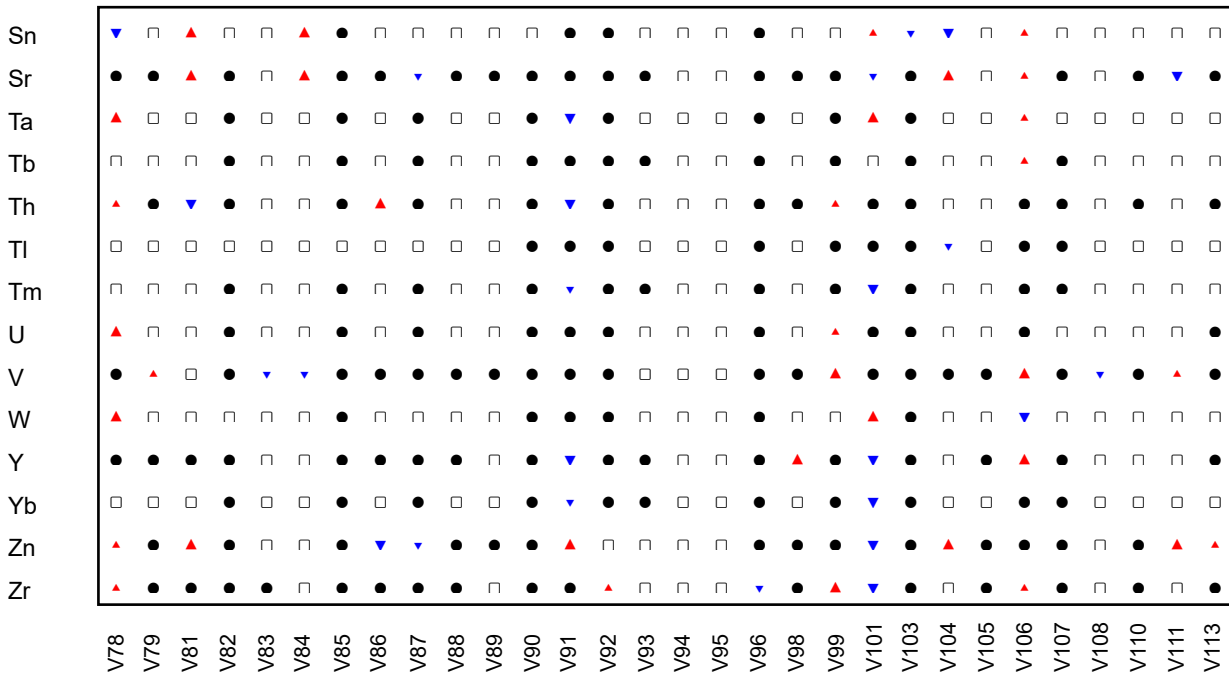 Sn
Sr
Ta
Tb
Th
Tl
Tm
U
V
W
Y
Yb
Zn
Zr
V78 V79 V81 V82 V83 V84 V85 V86 V87 V88 V89 V90 V91 V92 V93 V94 V95 V96 V98 V99 V101 V103 V104 V105 V106 V107 V108 V110 V111 V113